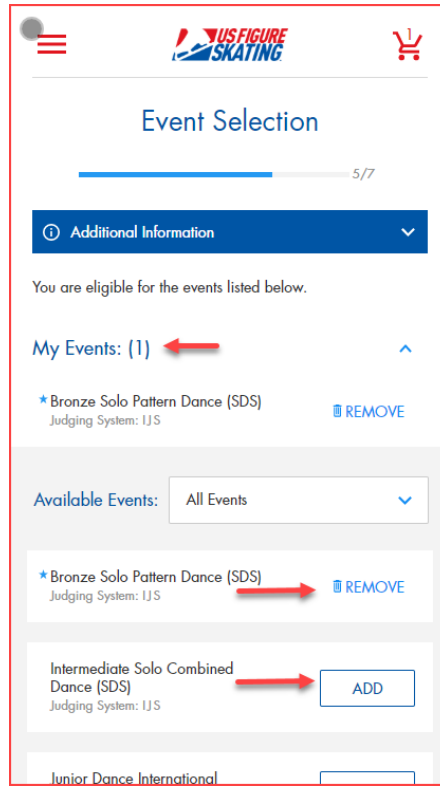 US FIGURE
SKATING
1
Event Selection
5/7
Additional Information
You are eligible for the events listed below.
My Events: (1)
*Bronze Solo Pattern Dance (SDS)
REMOVE
Judging System: IJS
Available Events:
All Events
*Bronze Solo Pattern Dance (SDS)
REMOVE
Judging System: IJS
Intermediate Solo Combined
Dance (SDS)
ADD
Judging System: IJS
Junior Dance International